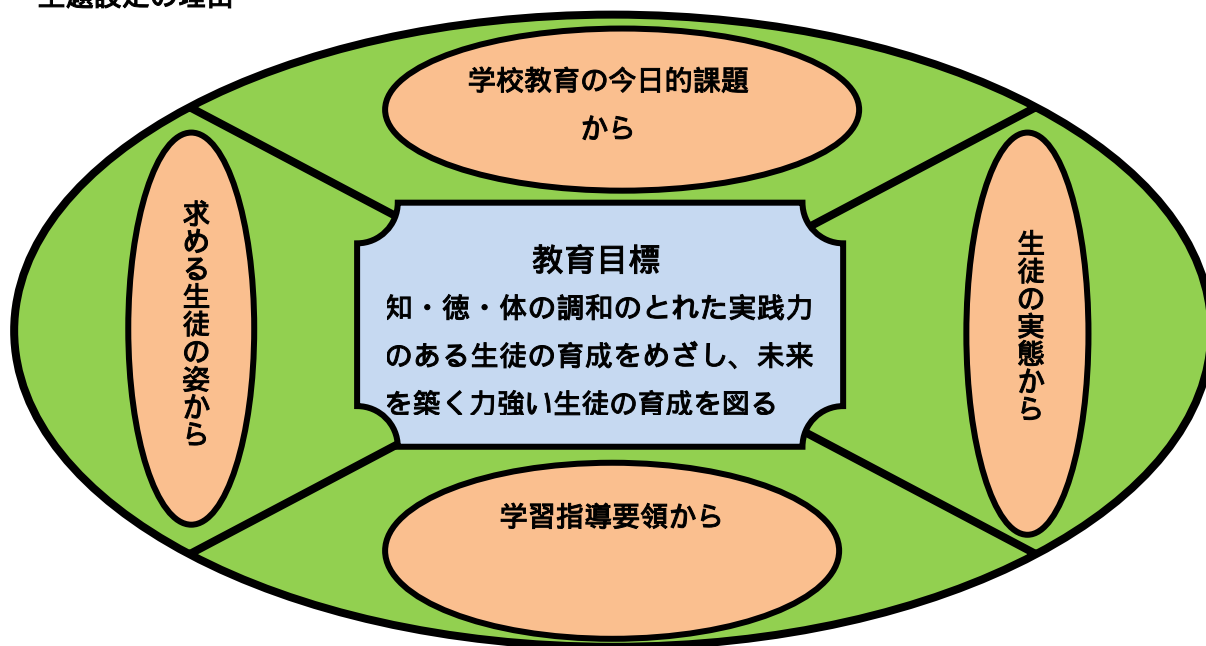 学校教育の今日的課題
から
求める生徒の姿から
教育目標
知・徳・体の調和のとれた実践力
のある生徒の育成をめざし、未来
を築く力強い生徒の育成を図る
生徒の実態から
学習指導要領から